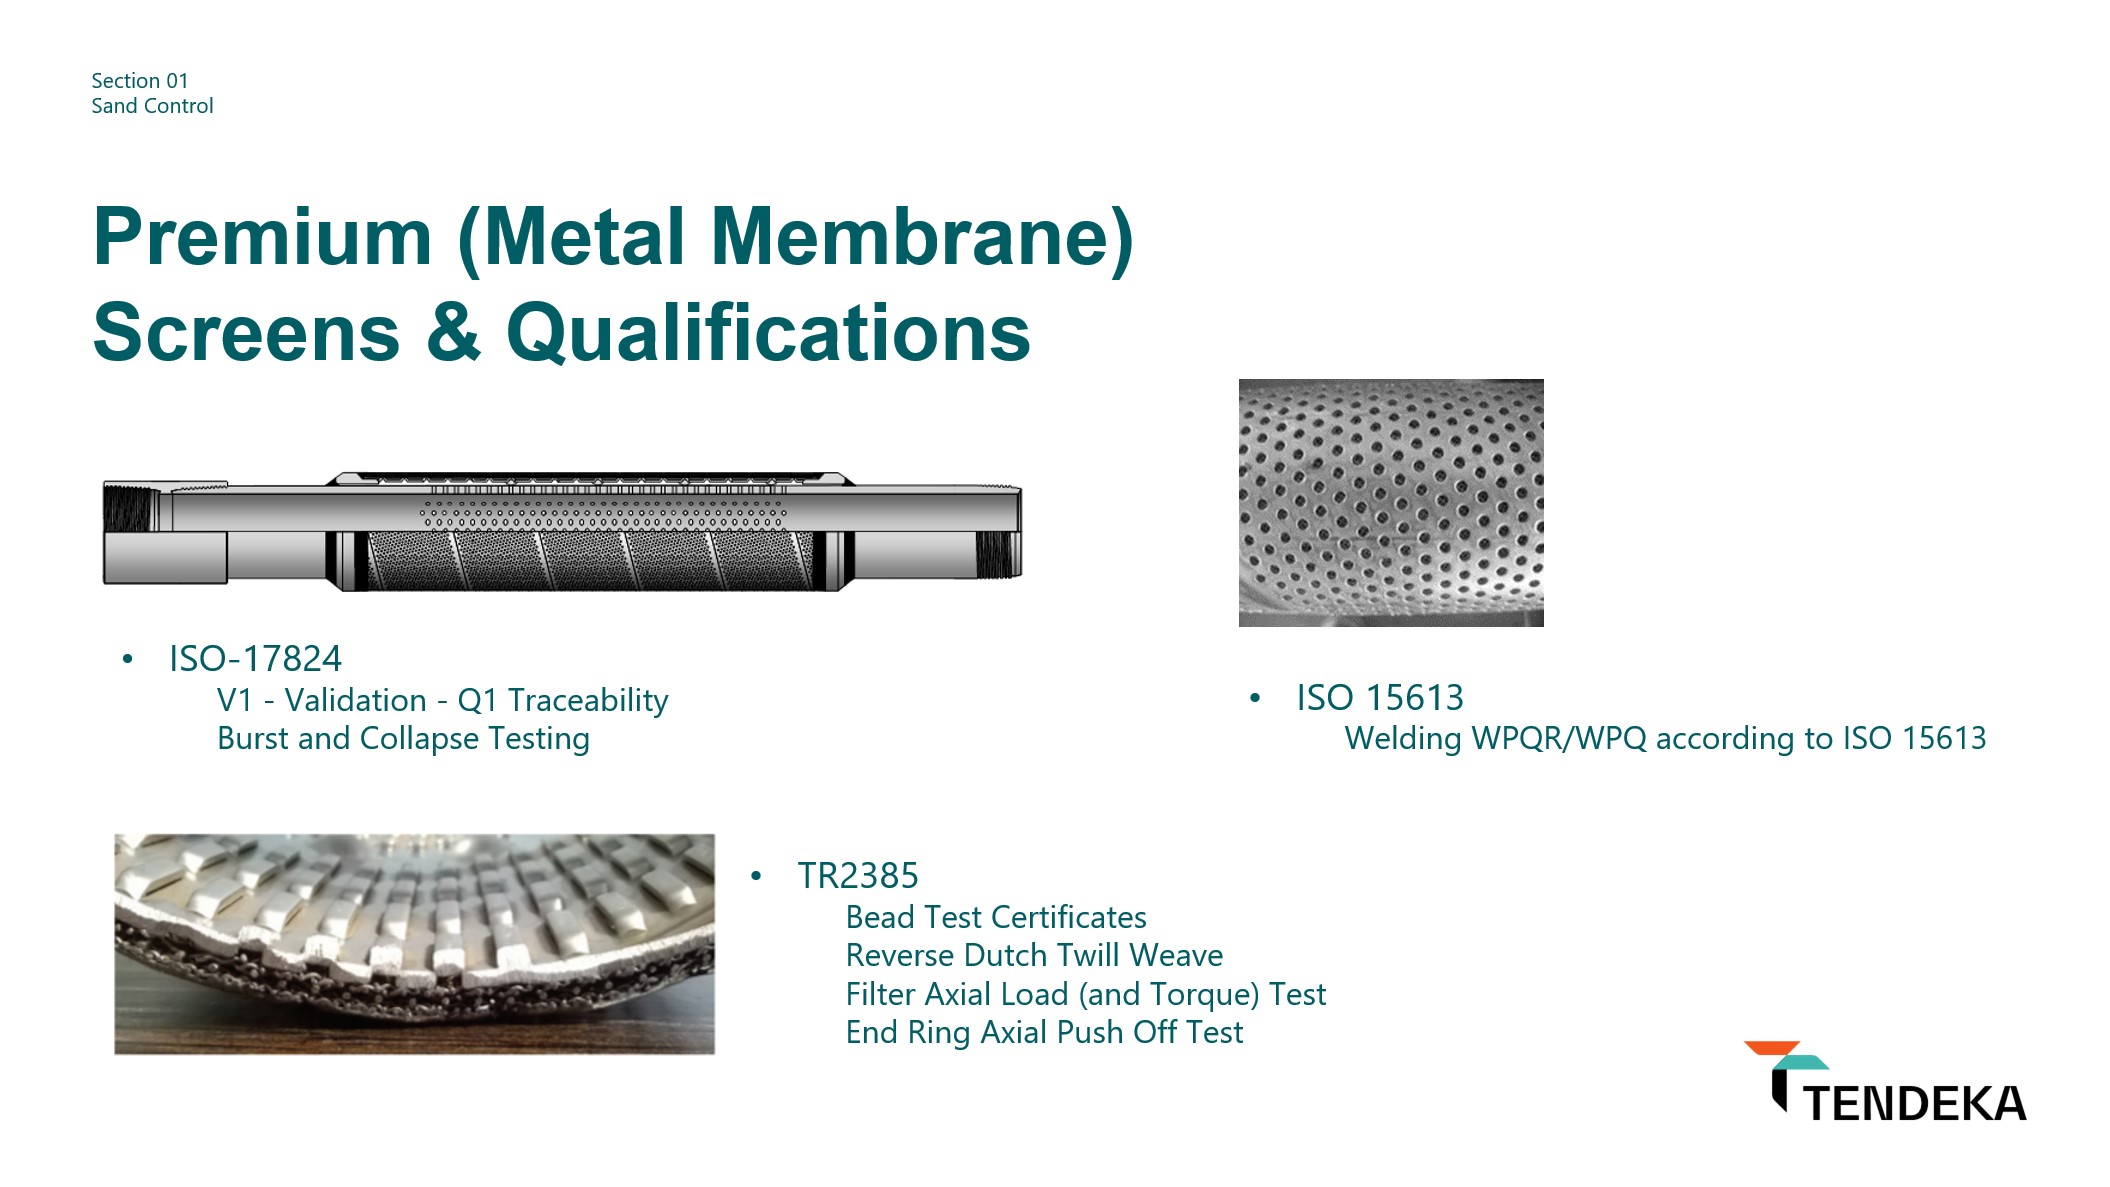 Section 01
Sand Control
Premium (Metal Membrane)
Screens & Qualifications
• ISO-17824
V1 - Validation - Q1 Traceability
Burst and Collapse Testing
• ISO 15613
Welding WPQR/WPQ according to ISO 15613
• TR2385
Bead Test Certificates
Reverse Dutch Twill Weave
Filter Axial Load (and Torque) Test
End Ring Axial Push Off Test
TENDEKA